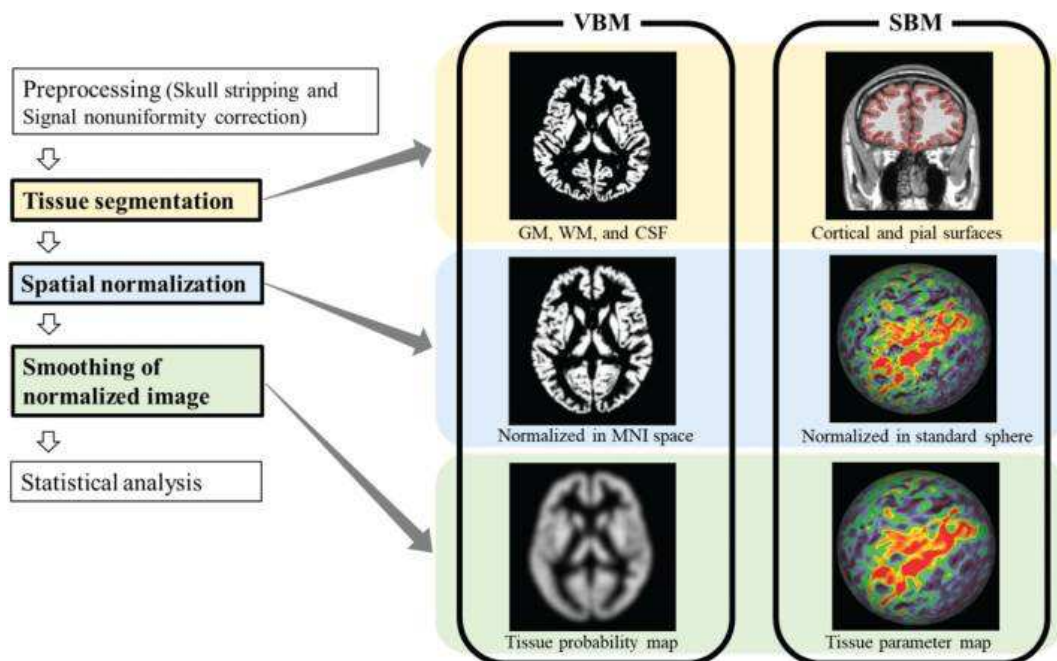 VBM
SBM
Preprocessing (Skull stripping and
Signal nonuniformity correction)
Tissue segmentation
Spatial normalization
Smoothing of
normalized image
Statistical analysis
GM, WM, and CSF
Cortical and pial surfaces
Normalized in MNI space
Normalized in standard sphere
Tissue probability map
Tissue parameter map